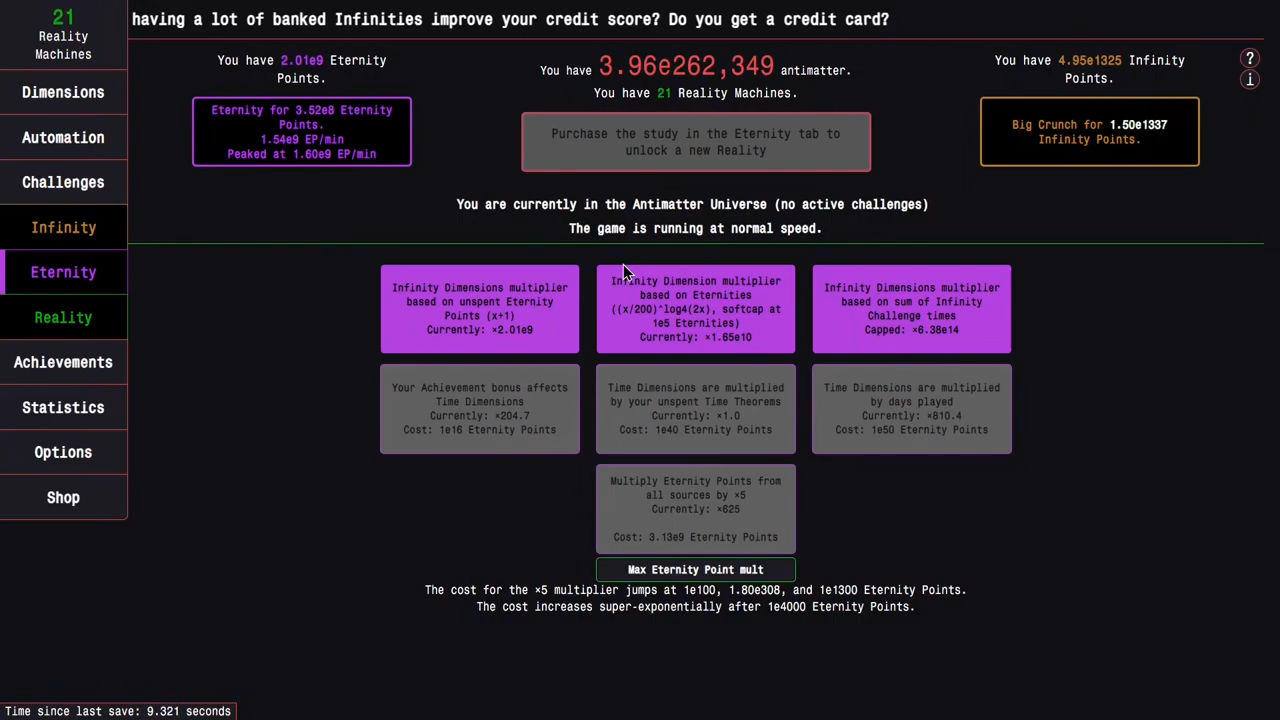 21
Reality
Machines
Dimensions
Automation
Challenges
Infinity
Eternity
Reality
Achievements
Statistics
Options
Shop
having a lot of banked Infinities improve your credit score? Do you get a credit card?
You have 2.01e9 Eternity
Points.
Eternity for 3.52e8 Eternity
Points.
1.54e9 EP/min
Peaked at 1.60e9 EP/min
You have 3.96e262,349 antimatter.
You have 21 Reality Machines.
Purchase the study in the Eternity tab to
unlock a new Reality
You have 4.95e1325 Infinity
Points.
Big Crunch for 1.50e1337
Infinity Points.
?
i
You are currently in the Antimatter Universe (no active challenges)
The game is running at normal speed.
Infinity Dimensions multiplier
based on unspent Eternity
Points (x+1)
Currently: ×2.01e9
Infinity Dimension multiplier
based on Eternities
((x/200)^log4(2x), softcap at
1e5 Eternities)
Currently: ×1.65e10
Infinity Dimensions multiplier
based on sum of Infinity
Challenge times
Capped: ×6.38e14
Your Achievement bonus affects
Time Dimensions
Currently: ×204.7
Cost: 1e16 Eternity Points
Time Dimensions are multiplied
by your unspent Time Theorems
Currently: ×1.0
Cost: 1e40 Eternity Points
Time Dimensions are multiplied
by days played
Currently: ×810.4
Cost: 1e50 Eternity Points
Multiply Eternity Points from
all sources by ×5
Currently: ×625
Cost: 3.13e9 Eternity Points
Max Eternity Point mult
The cost for the ×5 multiplier jumps at 1e100, 1.80e308, and 1e1300 Eternity Points.
The cost increases super-exponentially after 1e4000 Eternity Points.
Time since last save: 9.321 seconds